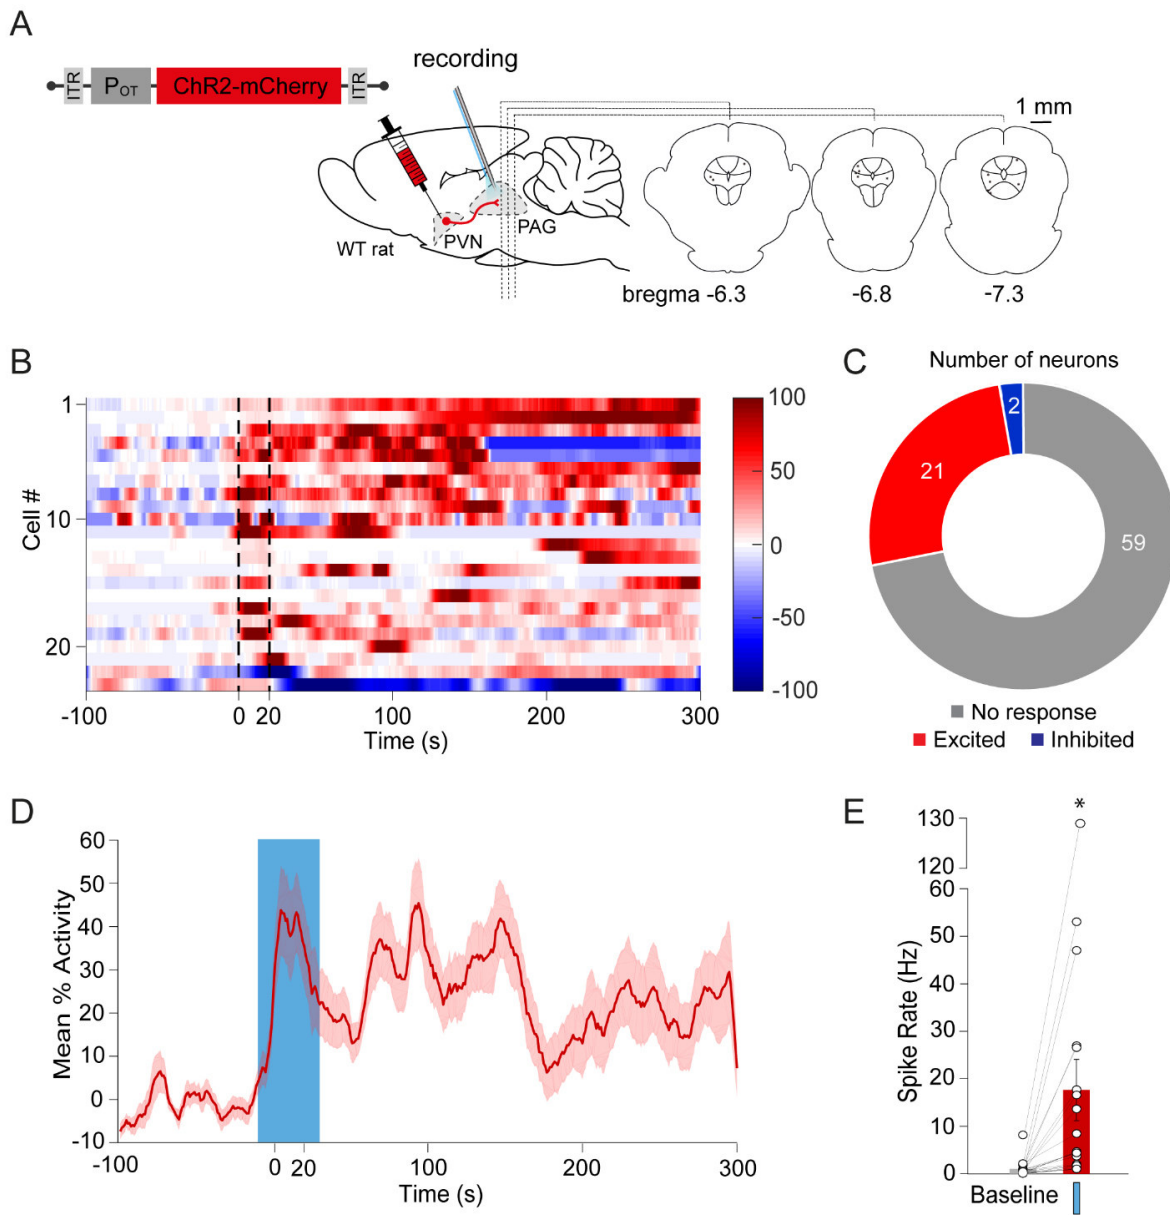 A
recording
ITR
P_OT
ChR2-mCherry
ITR
1 mm
WT rat
PVN
PAG
bregma -6.3
-6.8
-7.3
B
1
10
20
Cell #
-100
0
20
100
200
300
Time (s)
100
50
0
-50
-100
C
Number of neurons
2
21
59
No response
Excited
Inhibited
D
60
50
40
30
20
10
0
-10
Mean % Activity
-100
0
20
100
200
300
Time (s)
E
*
130
120
60
50
40
30
20
10
0
Spike Rate (Hz)
Baseline